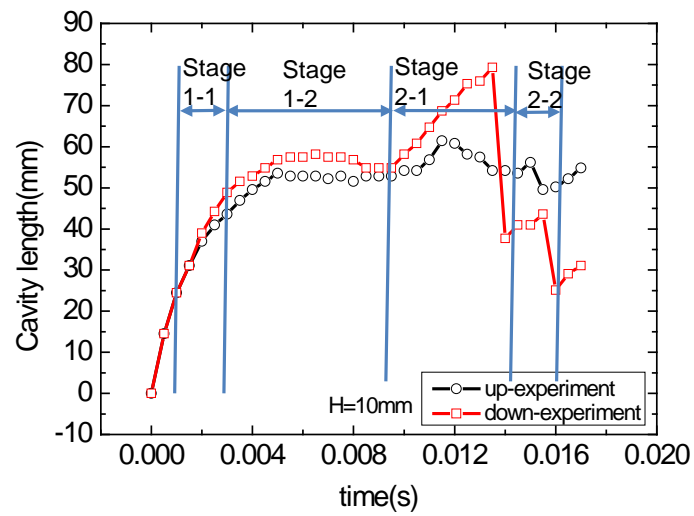 90
80
70
60
50
40
30
20
10
0
-10
Cavity length(mm)
Stage
1-1
Stage
1-2
Stage
2-1
Stage
2-2
H=10mm
up-experiment
down-experiment
0.000
0.004
0.008
0.012
0.016
0.020
time(s)